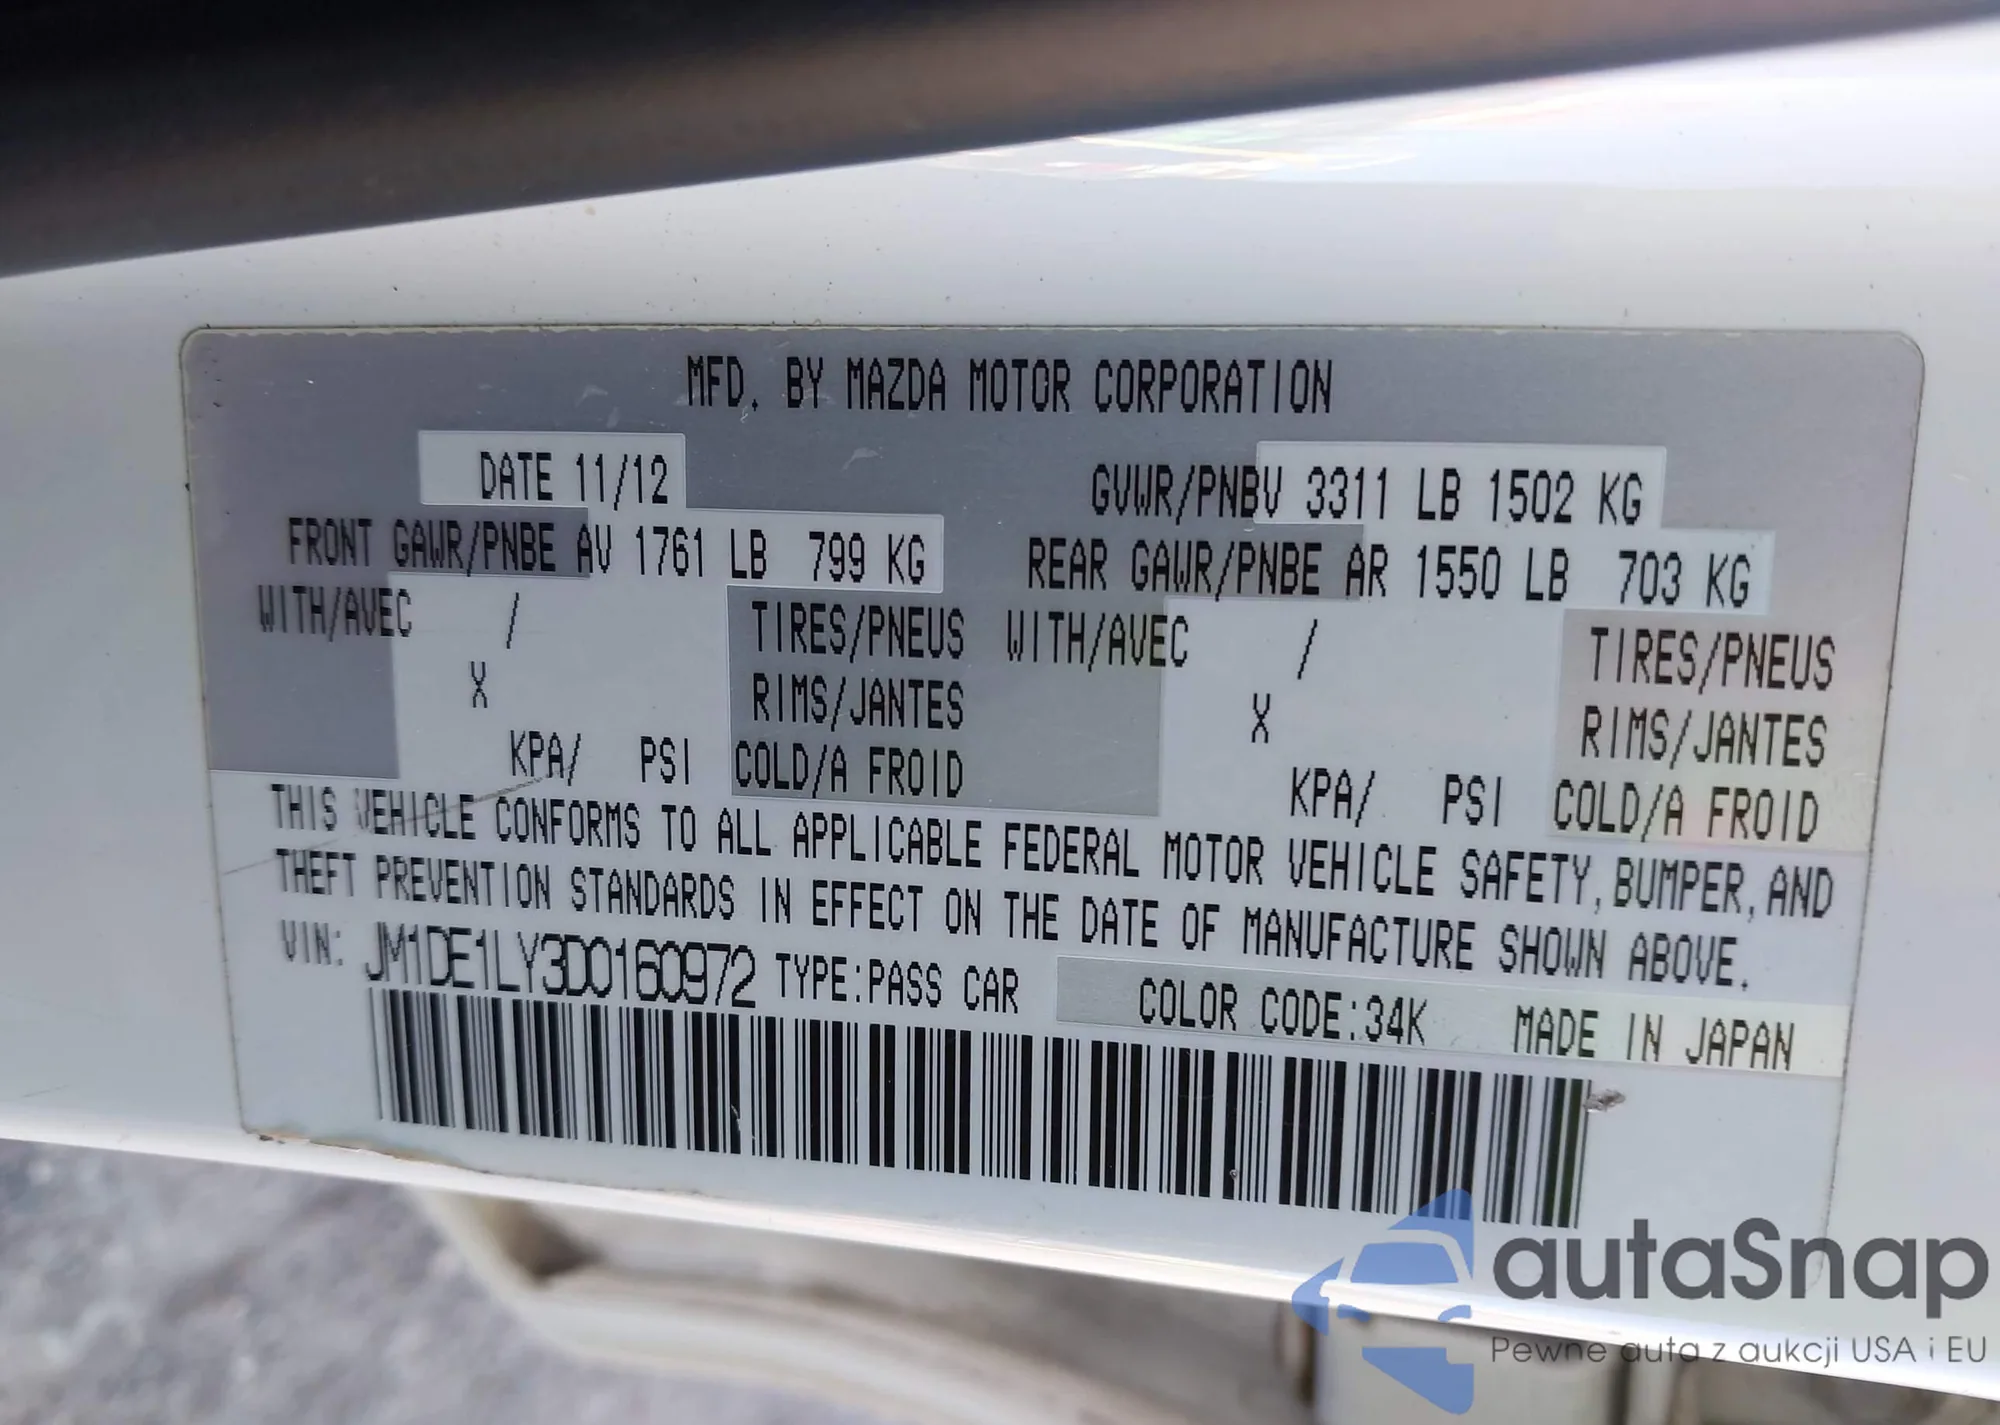 MFD. BY MAZDA MOTOR CORPORATION
DATE 11/12 GVWR/PNBV 3311 LB 1502 KG
FRONT GAWR/PNBE AV 1761 LB 799 KG REAR GAWR/PNBE AR 1550 LB 703 KG
WITH/AVEC / TIRES/PNEUS WITH/AVEC / TIRES/PNEUS
X RIMS/JANTES X RIMS/JANTES
KPA/ PSI COLD/A FROID KPA/ PSI COLD/A FROID
THIS VEHICLE CONFORMS TO ALL APPLICABLE FEDERAL MOTOR VEHICLE SAFETY, BUMPER, AND
THEFT PREVENTION STANDARDS IN EFFECT ON THE DATE OF MANUFACTURE SHOWN ABOVE.
VIN: JM1DE1LY3D0160972 TYPE:PASS CAR COLOR CODE:34K MADE IN JAPAN
autaSnap
Pewne auta z aukcji USA i EU